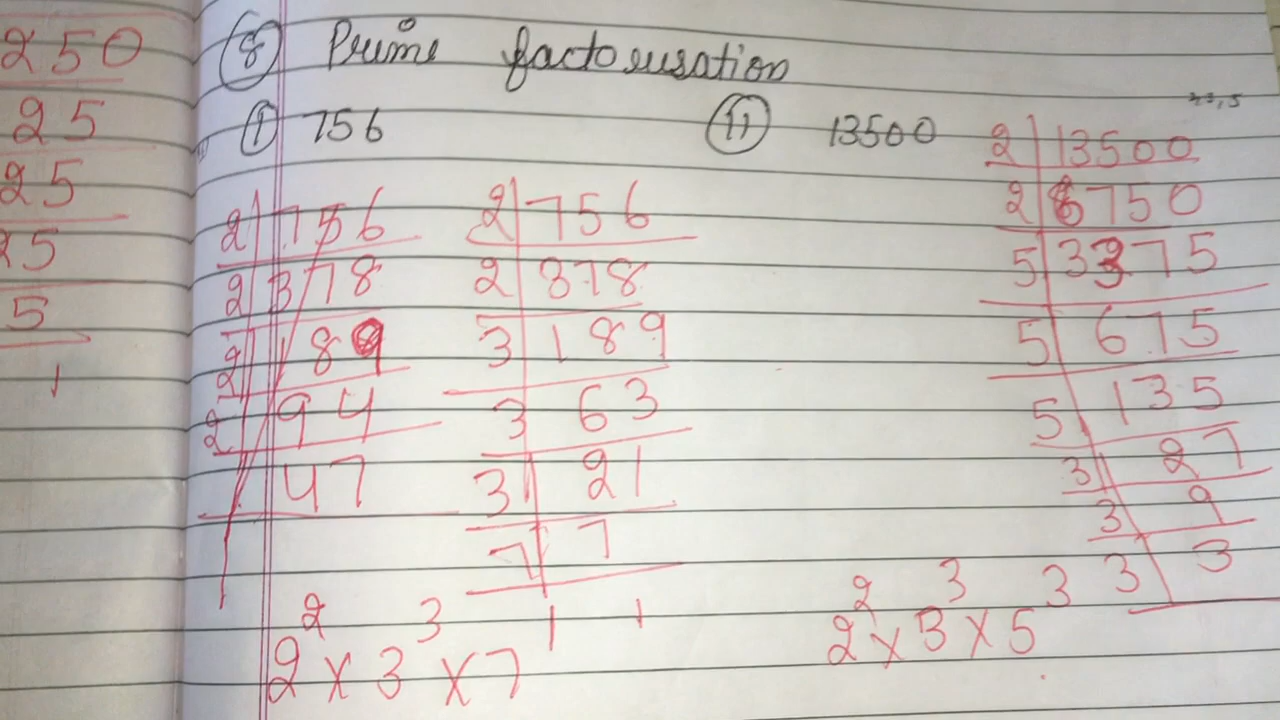 250
25
25
25
5
1
⑧ Prime factorisation
① 756
2 | 756
2 | 378
2 | 189
2 | 94
47
2 | 756
2 | 378
3 | 189
3 | 63
3 | 21
7 | 7
1
2² × 3³ × 7¹
ⓘⓘ 13500
2 | 13500
2 | 6750
5 | 3375
5 | 675
5 | 135
3 | 27
3 | 9
3 | 3
2² × 3³ × 5³